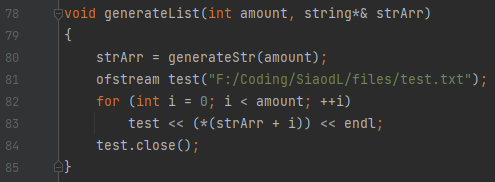 78 void generateList(int amount, string*& strArr)
79 {
80 strArr = generateStr(amount);
81 ofstream test("F:/Coding/SiaodL/files/test.txt");
82 for (int i = 0; i < amount; ++i)
83 test << (*(strArr + i)) << endl;
84 test.close();
85 }